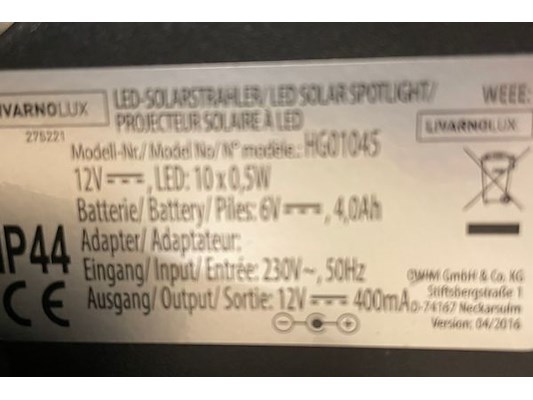 LIVARNOLUX
275221
LED-SOLARSTRAHLER/LED SOLAR SPOTLIGHT/
PROJECTEUR SOLAIRE À LED
Modell-Nr./ Model No/ N° modèle.: HG01045
12V⎓, LED: 10 x 0,5W
Batterie/ Battery/ Piles: 6V⎓, 4,0Ah
Adapter/ Adaptateur:
Eingang/ Input/ Entrée: 230V~, 50Hz
Ausgang/ Output/ Sortie: 12V⎓ 400mA
IP44
CE
WEEE:
LIVARNOLUX
OWIM GmbH & Co. KG
Stiftsbergstraße 1
D-74167 Neckarsulm
Version: 04/2016